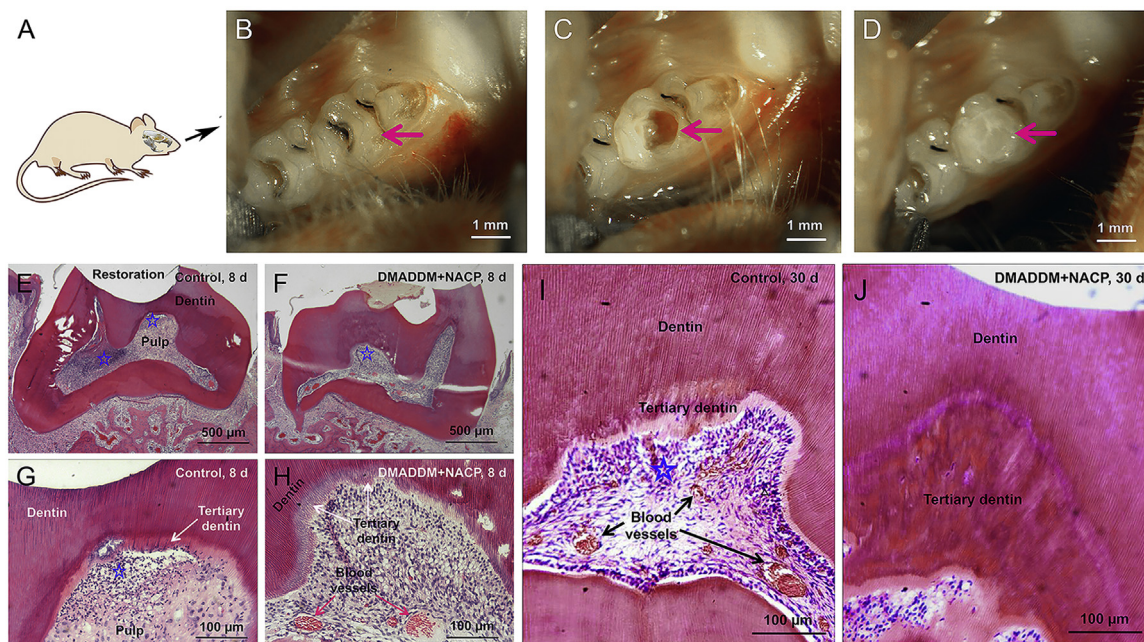 A
B
C
D
1 mm
1 mm
1 mm
E
Restoration
Control, 8 d
Dentin
Pulp
500 µm
F
DMADDM+NACP, 8 d
500 µm
G
Control, 8 d
Dentin
Tertiary
dentin
Pulp
100 µm
H
DMADDM+NACP, 8 d
Dentin
Tertiary
dentin
Blood
vessels
100 µm
I
Control, 30 d
Dentin
Tertiary dentin
Blood
vessels
100 µm
J
DMADDM+NACP, 30 d
Dentin
Tertiary dentin
100 µm